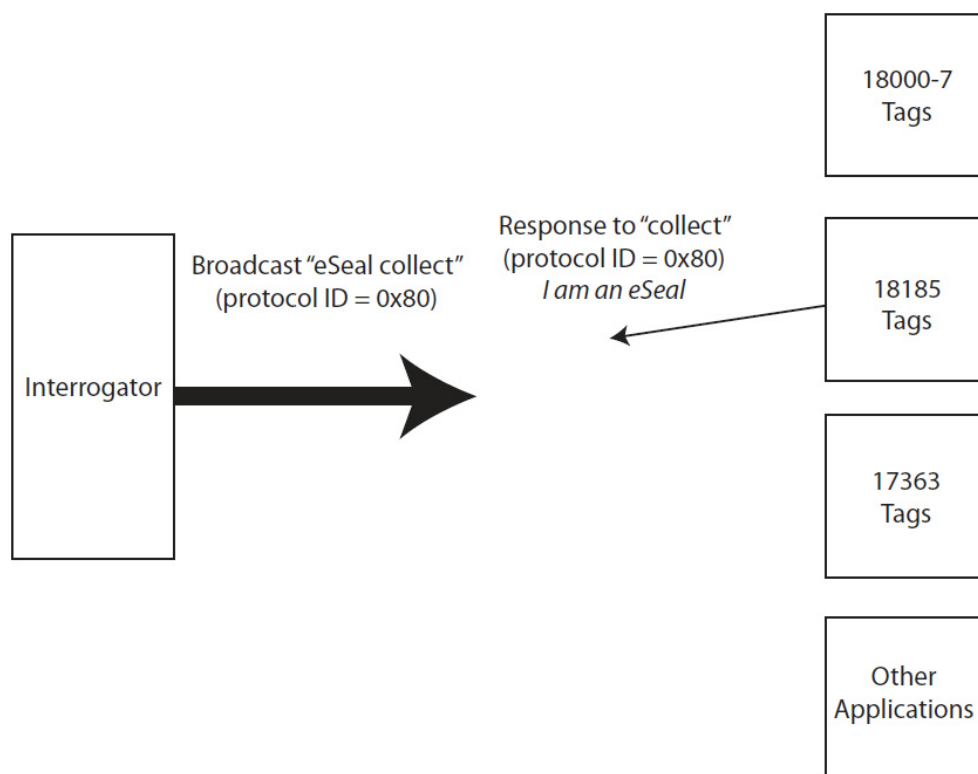 18000-7
Tags
Response to “collect”
(protocol ID = 0x80)
I am an eSeal
Broadcast “eSeal collect”
(protocol ID = 0x80)
18185
Tags
Interrogator
17363
Tags
Other
Applications